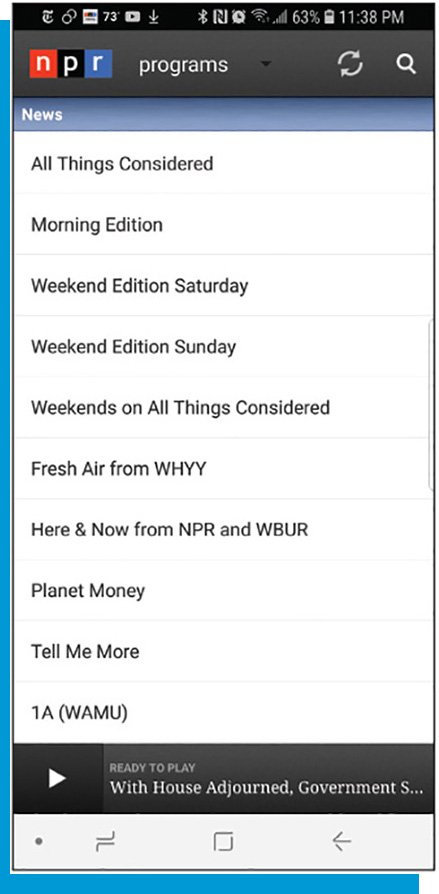 73° 63% 11:38 PM
npr programs
News
All Things Considered
Morning Edition
Weekend Edition Saturday
Weekend Edition Sunday
Weekends on All Things Considered
Fresh Air from WHYY
Here & Now from NPR and WBUR
Planet Money
Tell Me More
1A (WAMU)
READY TO PLAY
With House Adjourned, Government S...